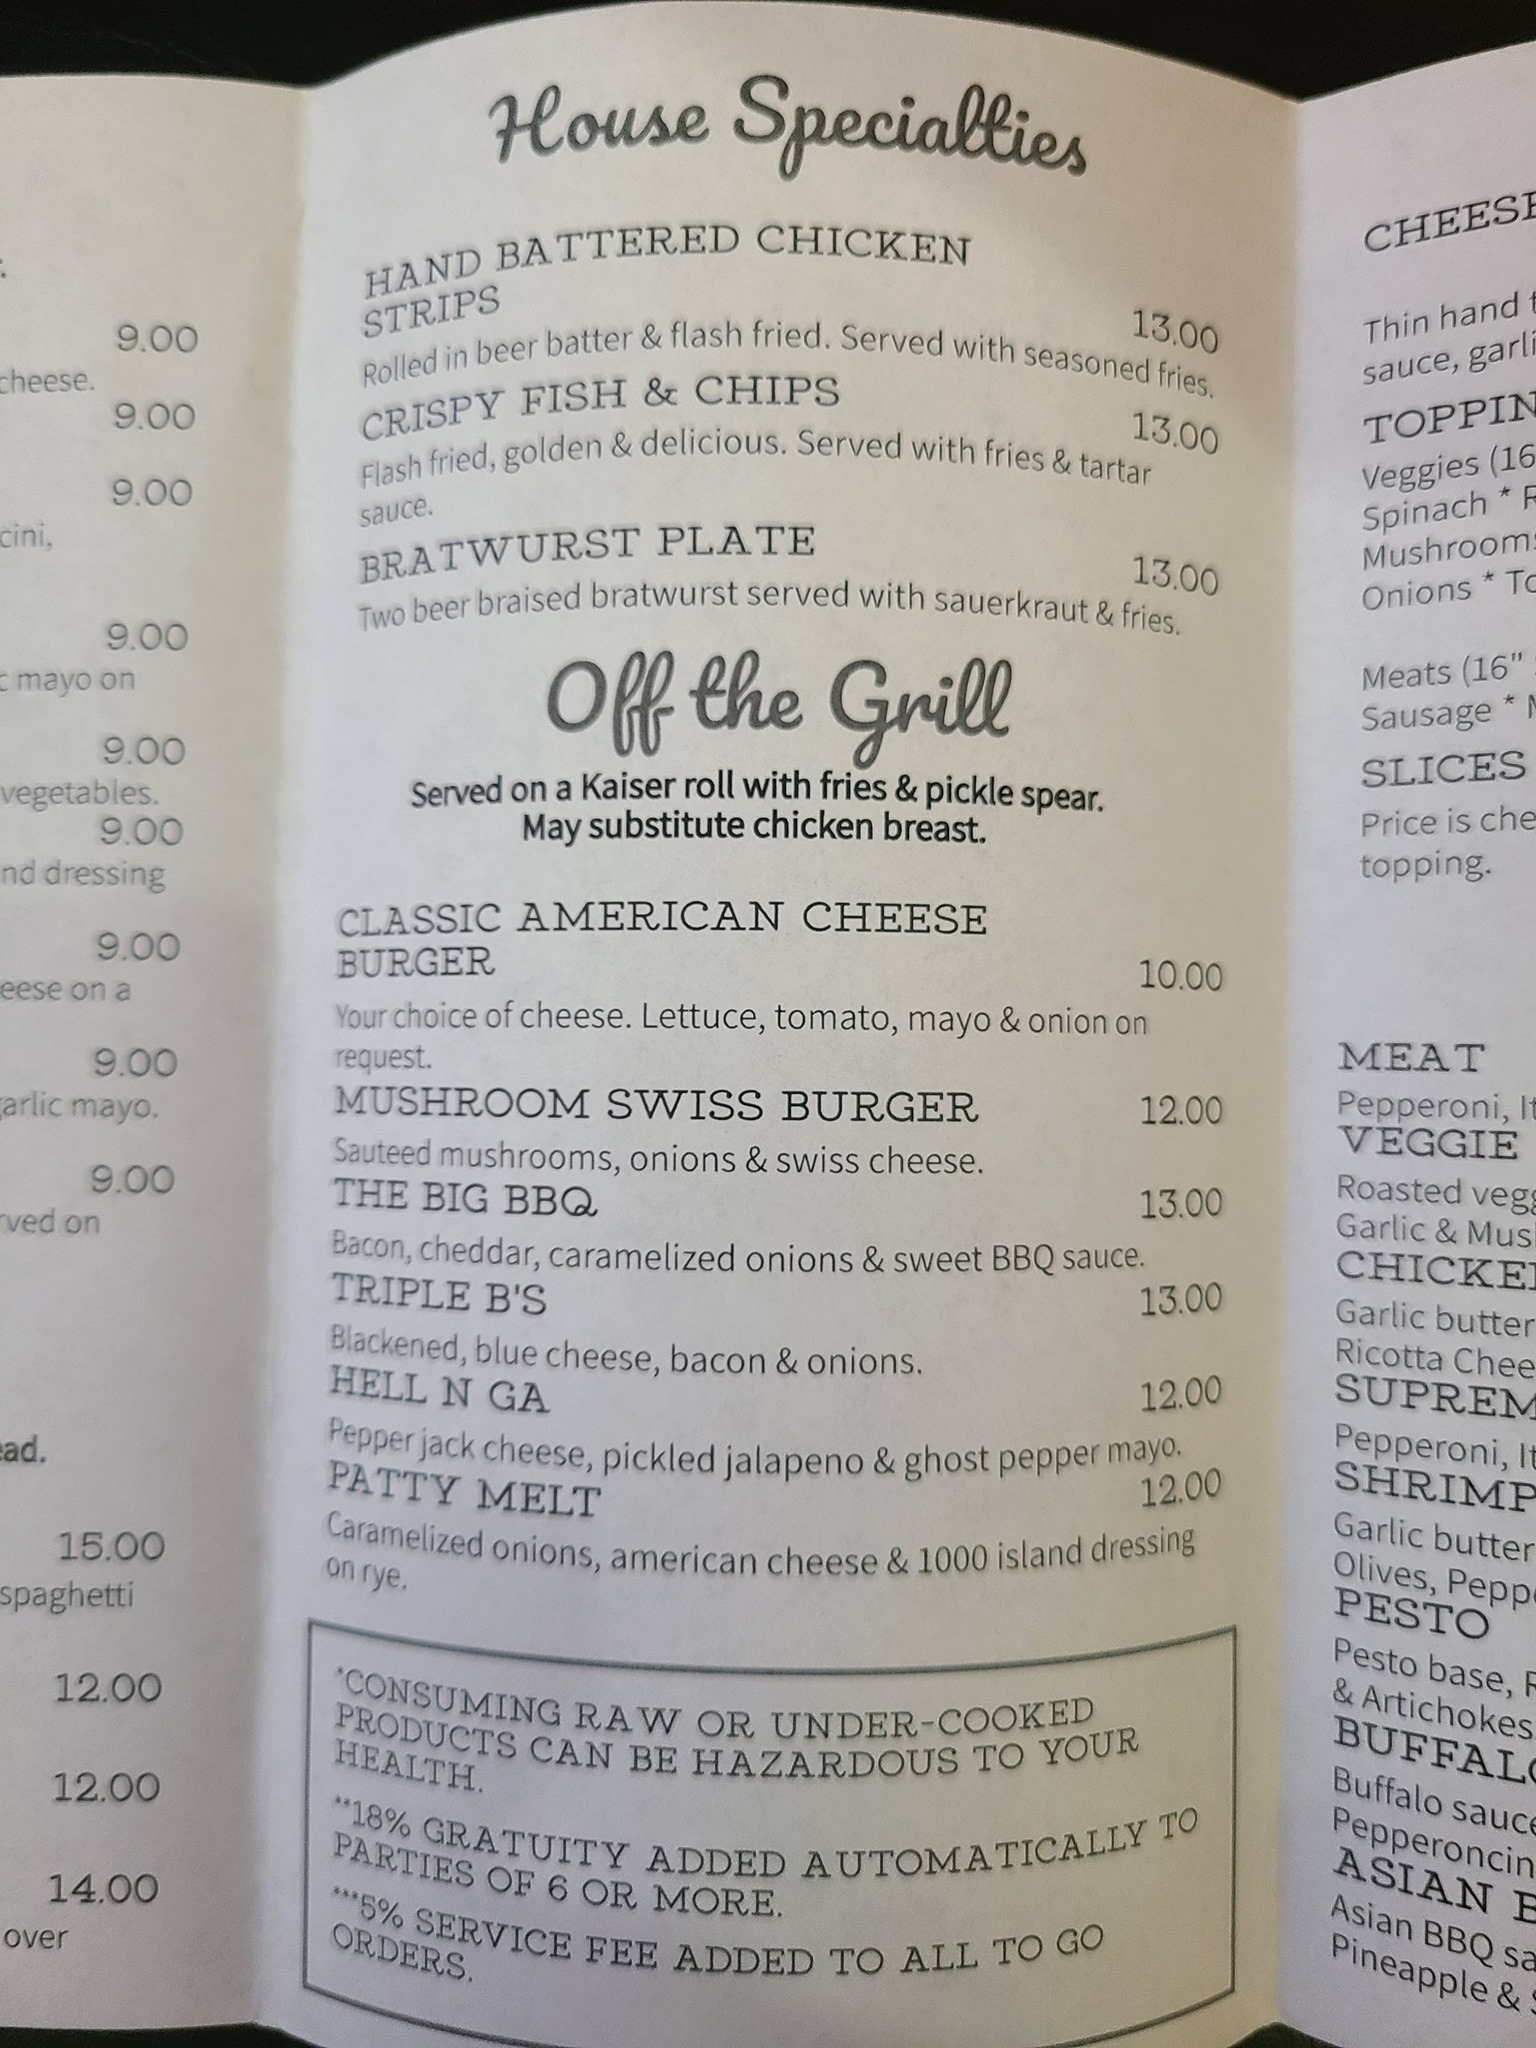 House Specialties
HAND BATTERED CHICKEN
STRIPS
13.00
Rolled in beer batter & flash fried. Served with seasoned fries.
CRISPY FISH & CHIPS
13.00
Flash fried, golden & delicious. Served with fries & tartar
sauce.
BRATWURST PLATE
13.00
Two beer braised bratwurst served with sauerkraut & fries.
Off the Grill
Served on a Kaiser roll with fries & pickle spear.
May substitute chicken breast.
CLASSIC AMERICAN CHEESE
BURGER 10.00
Your choice of cheese. Lettuce, tomato, mayo & onion on
request.
MUSHROOM SWISS BURGER 12.00
Sauteed mushrooms, onions & swiss cheese.
THE BIG BBQ 13.00
Bacon, cheddar, caramelized onions & sweet BBQ sauce.
TRIPLE B'S 13.00
Blackened, blue cheese, bacon & onions.
HELL N GA 12.00
Pepper jack cheese, pickled jalapeno & ghost pepper mayo.
PATTY MELT 12.00
Caramelized onions, american cheese & 1000 island dressing
on rye.
*CONSUMING RAW OR UNDER-COOKED
PRODUCTS CAN BE HAZARDOUS TO YOUR
HEALTH.
**18% GRATUITY ADDED AUTOMATICALLY TO
PARTIES OF 6 OR MORE.
***5% SERVICE FEE ADDED TO ALL TO GO
ORDERS.
9.00
cheese.
9.00
9.00
9.00
mayo on
9.00
vegetables.
9.00
dressing
9.00
on a
9.00
mayo.
9.00
on
15.00
spaghetti
12.00
12.00
14.00
over
Thin hand
sauce,
Veggies (16
Spinach *
Onions *
Meats (16"
Sausage *
SLICES
Price is
topping.
MEAT
Pepperoni,
VEGGIE
Roasted
Garlic &
Garlic butter
Ricotta
Pepperoni,
Garlic butter
Olives,
PESTO
Pesto base,
& Artichokes
Buffalo
ASIAN
Asian BBQ
Pineapple &